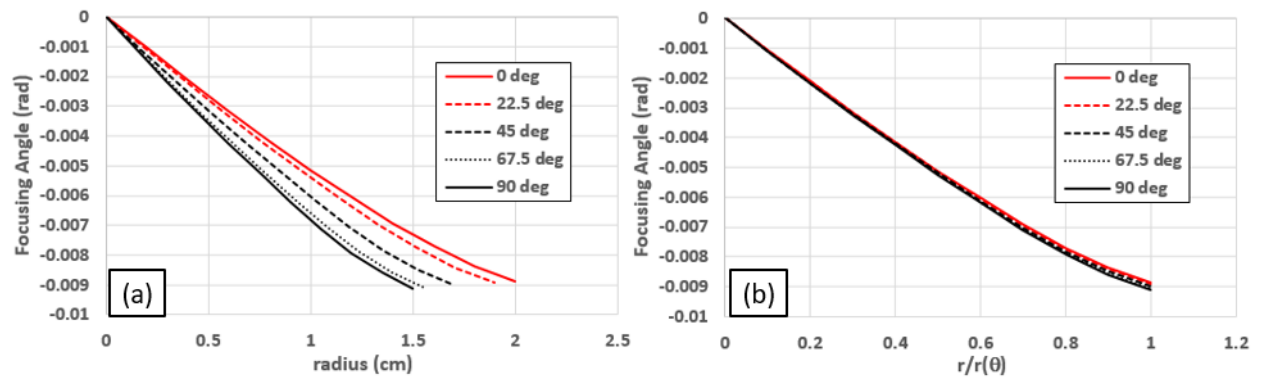 0
-0.001
-0.002
-0.003
-0.004
-0.005
-0.006
-0.007
-0.008
-0.009
-0.01
Focusing Angle (rad)
0 deg
22.5 deg
45 deg
67.5 deg
90 deg
(a)
0 0.5 1 1.5 2 2.5
radius (cm)
0
-0.001
-0.002
-0.003
-0.004
-0.005
-0.006
-0.007
-0.008
-0.009
-0.01
Focusing Angle (rad)
0 deg
22.5 deg
45 deg
67.5 deg
90 deg
(b)
0 0.2 0.4 0.6 0.8 1 1.2
r/r(θ)